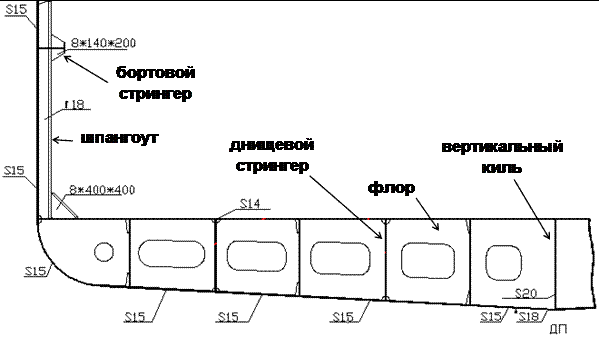 S15
8*140*200
бортовой
стрингер
г18
шпангоут
днищевой
стрингер
вертикальный
киль
S15
8*400*400
флор
S14
S15
S20
S15
S15
S15
S15
S18
ДП